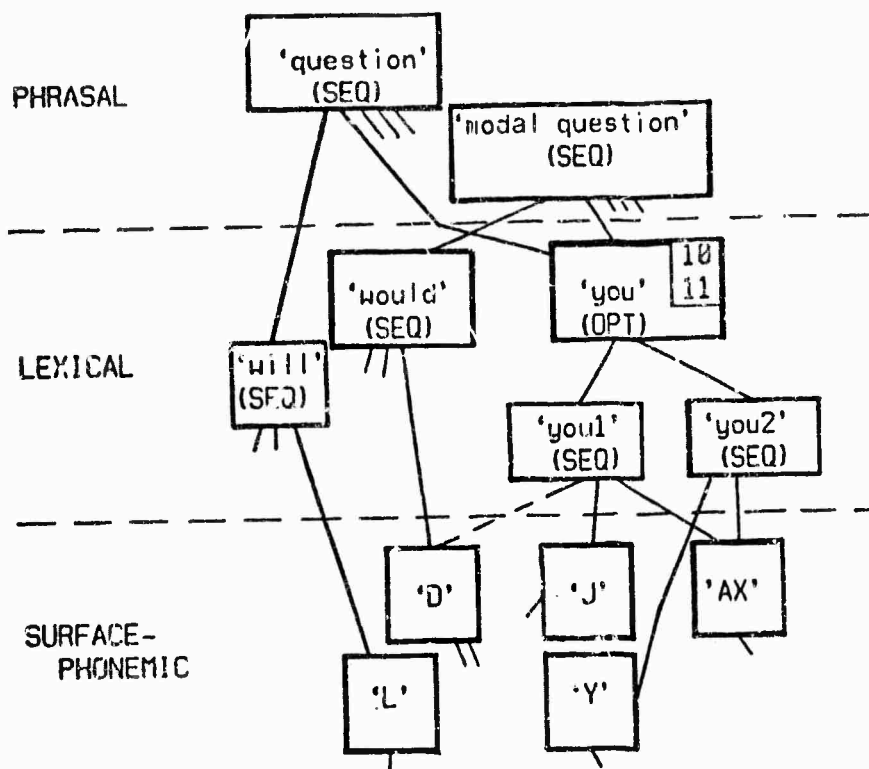 PHRASAL
'question'
(SEQ)
'modal question'
(SEQ)
LEXICAL
'would'
(SEQ)
'you'
(OPT)
10
11
'will'
(SEQ)
'you1'
(SEQ)
'you2'
(SEQ)
SURFACE-
PHONEMIC
'D'
'J'
'AX'
'L'
'Y'